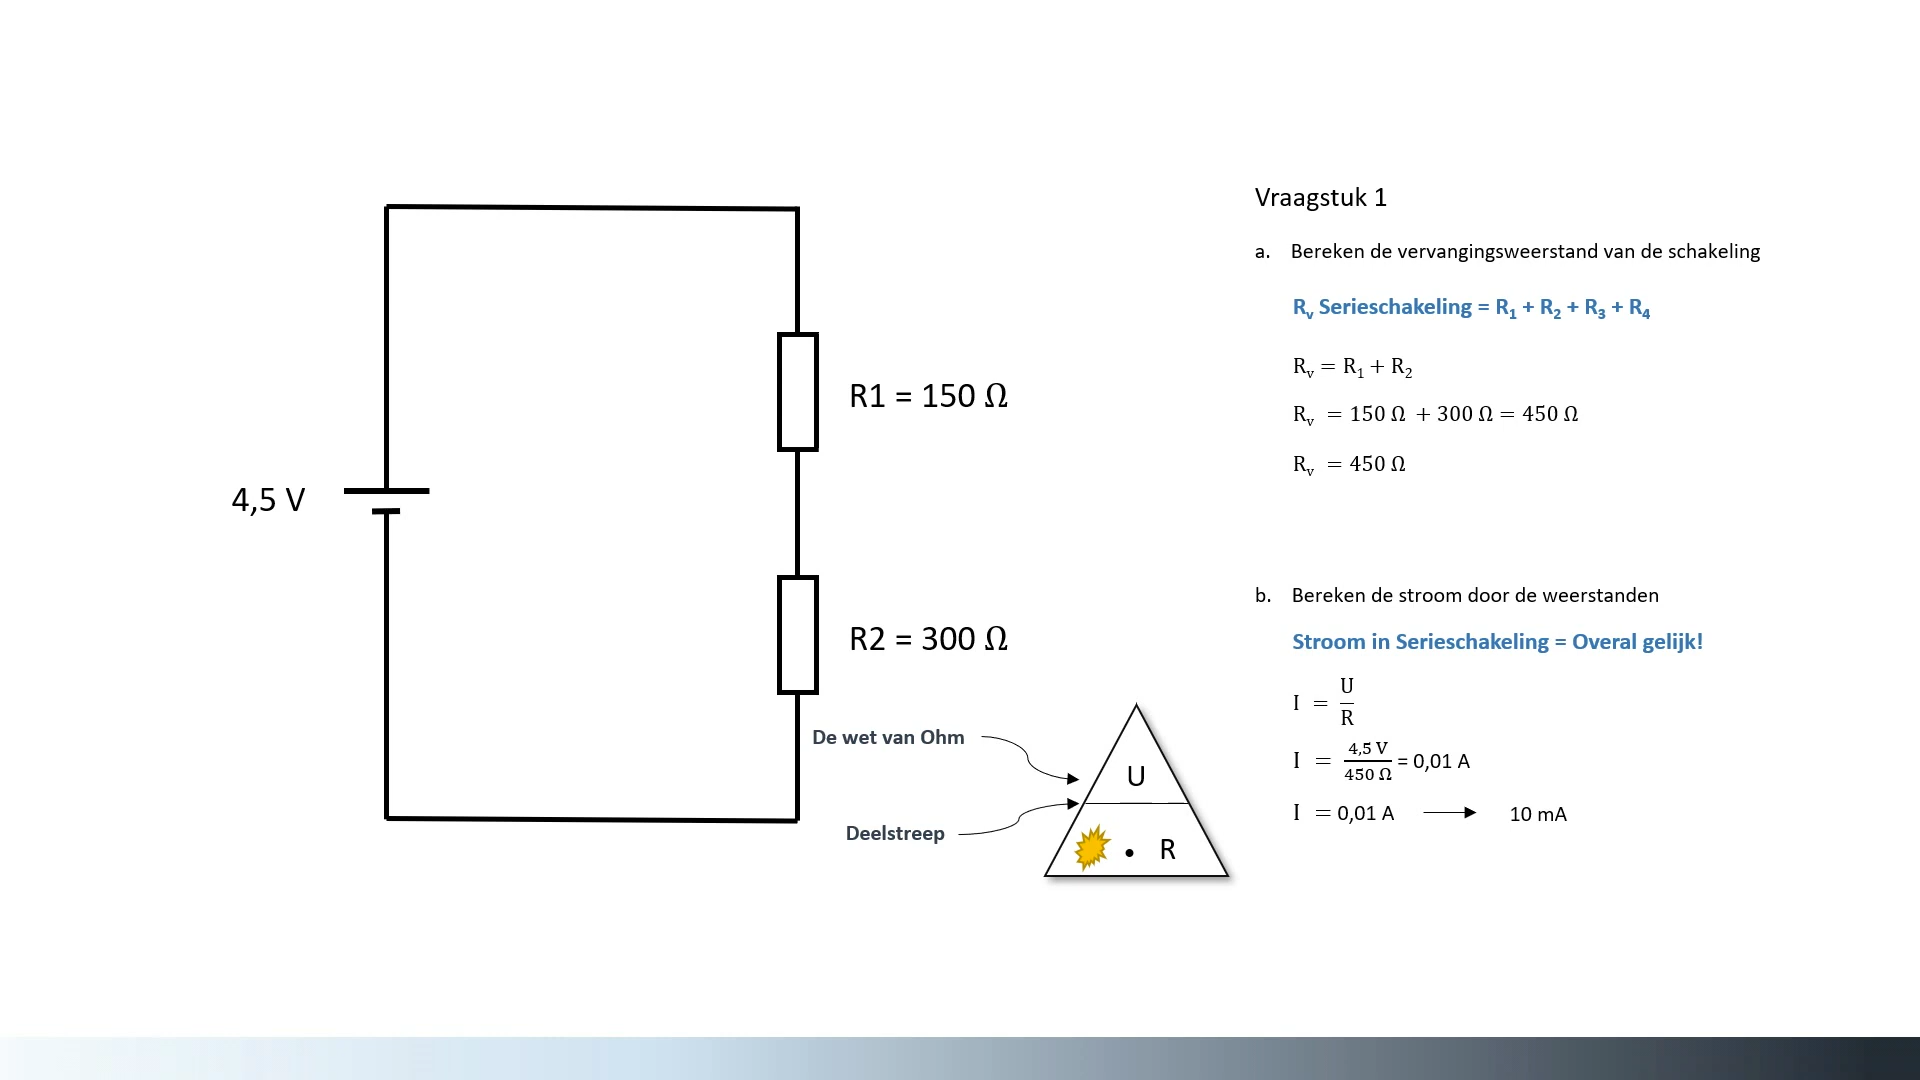 Vraagstuk 1
a. Bereken de vervangingsweerstand van de schakeling
Rv Serieschakeling = R1 + R2 + R3 + R4
Rv = R1 + R2
Rv = 150 Ω + 300 Ω = 450 Ω
Rv = 450 Ω
b. Bereken de stroom door de weerstanden
Stroom in Serieschakeling = Overal gelijk!
I = U/R
I = 4,5 V/450 Ω = 0,01 A
I = 0,01 A 10 mA
4,5 V
R1 = 150 Ω
R2 = 300 Ω
De wet van Ohm
Deelstreep
U
• R